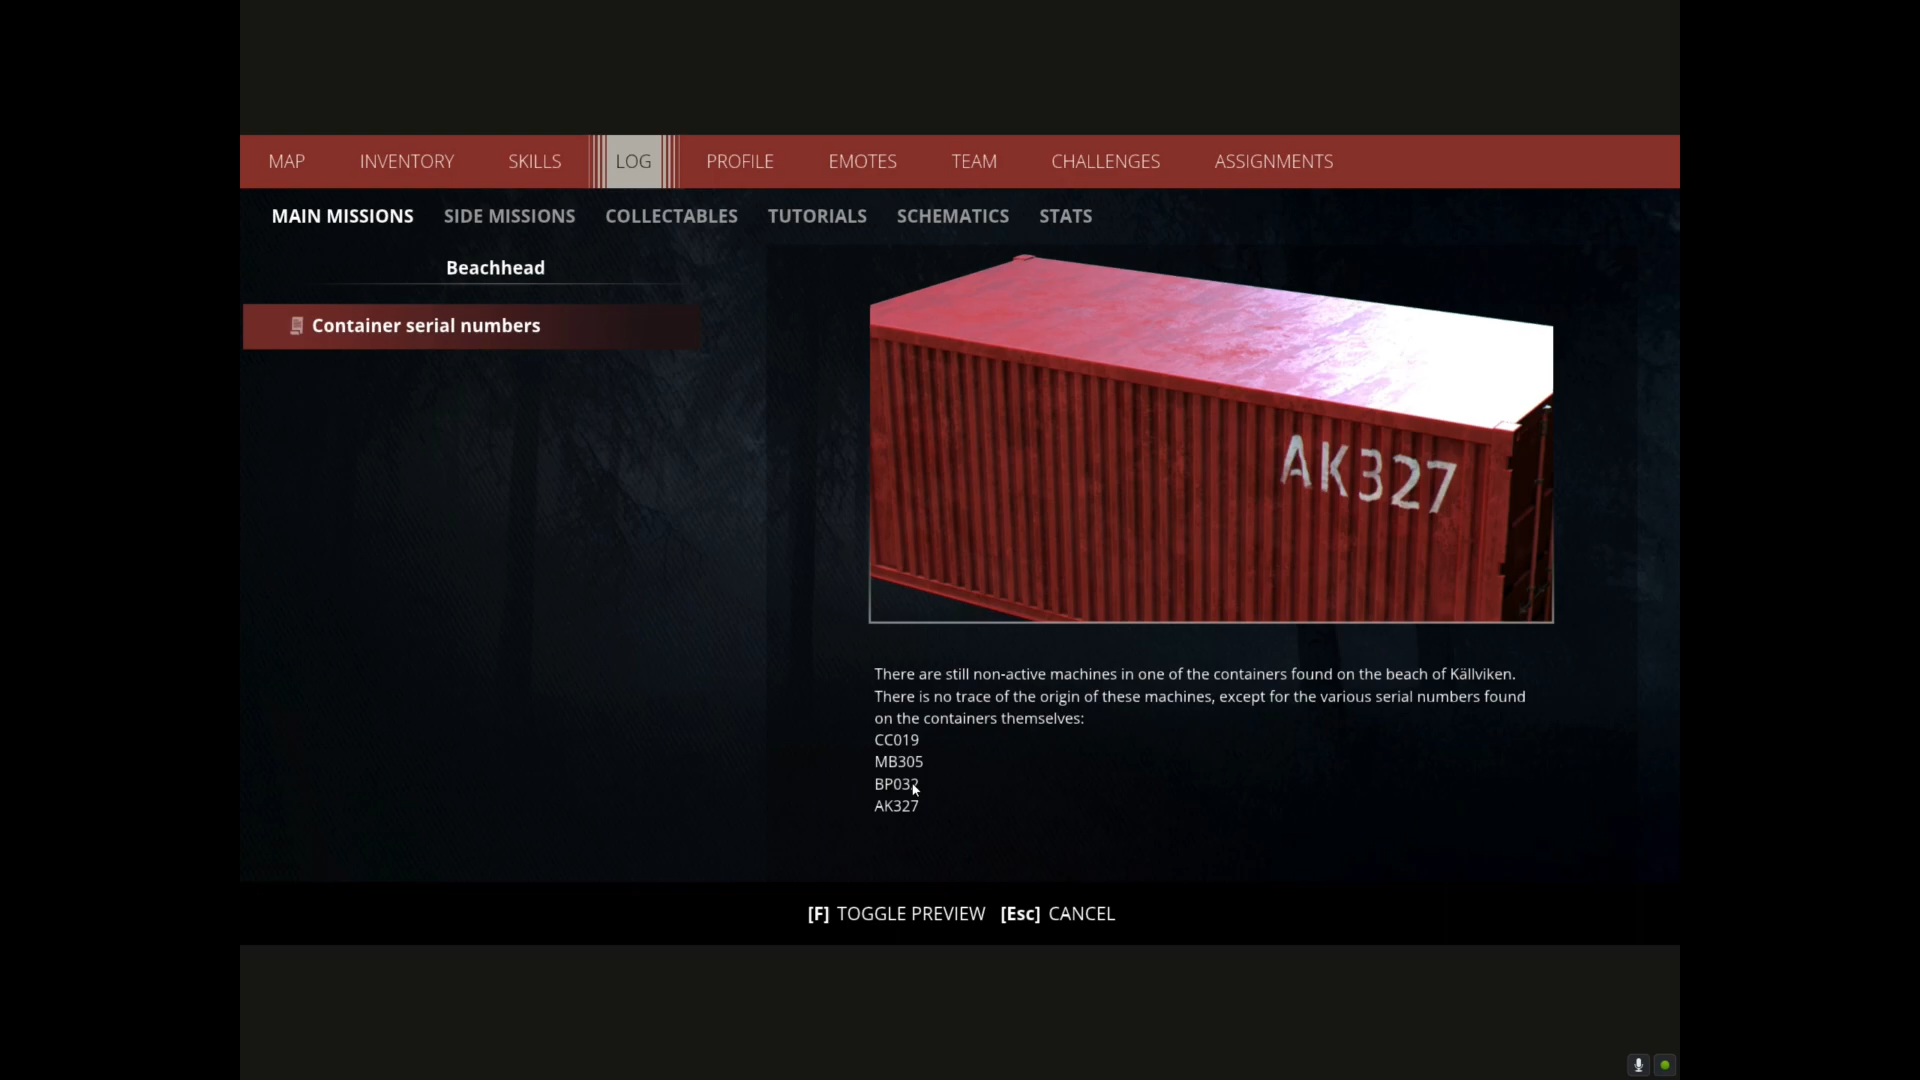 MAP INVENTORY SKILLS LOG PROFILE EMOTES TEAM CHALLENGES ASSIGNMENTS
MAIN MISSIONS SIDE MISSIONS COLLECTABLES TUTORIALS SCHEMATICS STATS
Beachhead
Container serial numbers
AK327
There are still non-active machines in one of the containers found on the beach of Källviken.
There is no trace of the origin of these machines, except for the various serial numbers found
on the containers themselves:
CC019
MB305
BP032
AK327
[F] TOGGLE PREVIEW [Esc] CANCEL